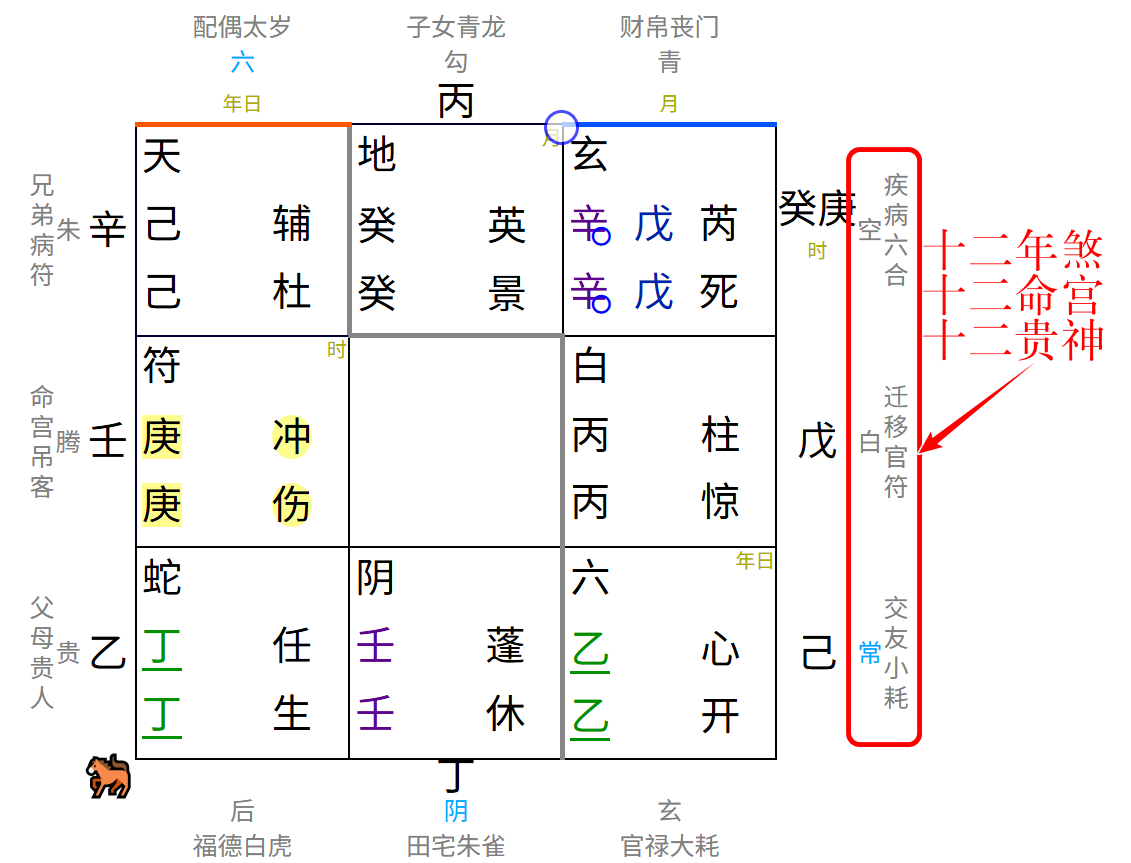 配偶太岁 子女青龙 财帛丧门
六 勾 青
年日 丙 月
月
天 地 玄
兄弟病符 朱 辛
己 辅 癸 英 辛 戊 芮
己 杜 癸 景 辛 戊 死
癸庚
时
空 疾病六合
十二年煞
十二命宫
十二贵神
时
符 白
命宫吊客 腾 壬
庚 冲 丙 柱
庚 伤 丙 惊
戊 白 迁移官符
年日
蛇 阴 六
父母贵人 贵 乙
丁 任 壬 蓬 乙 心
丁 生 壬 休 乙 开
己 常 交友小耗
丁
后 阴 玄
福德白虎 田宅朱雀 官禄大耗